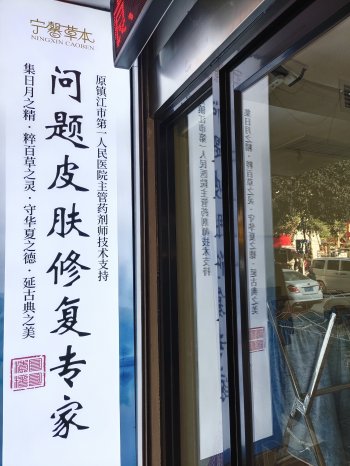 宁馨草本
NINGXIN CAOBEN
原镇江市第一人民医院主管药剂师技术支持
问题皮肤修复专家
集日月之精·粹百草之灵·守华夏之德·延古典之美